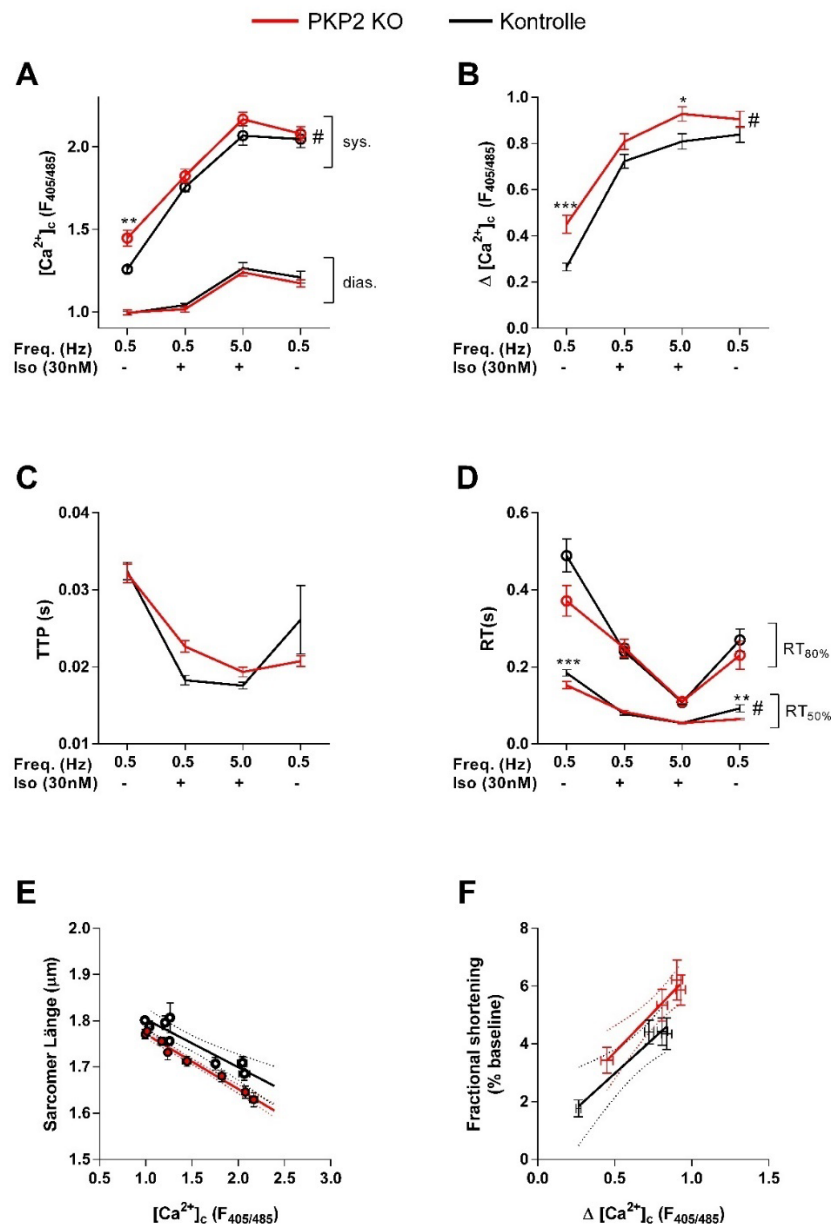 PKP2 KO Kontrolle
A
[Ca2+]c (F405/485)
2.0
1.5
1.0
**
#
sys.
dias.
Freq. (Hz) 0.5 0.5 5.0 0.5
Iso (30nM) - + + -
B
Δ [Ca2+]c (F405/485)
1.0
0.8
0.6
0.4
0.2
0.0
***
*
#
Freq. (Hz) 0.5 0.5 5.0 0.5
Iso (30nM) - + + -
C
TTP (s)
0.04
0.03
0.02
0.01
Freq. (Hz) 0.5 0.5 5.0 0.5
Iso (30nM) - + + -
D
RT(s)
0.6
0.4
0.2
0.0
***
**
#
RT80%
RT50%
Freq. (Hz) 0.5 0.5 5.0 0.5
Iso (30nM) - + + -
E
Sarcomer Länge (µm)
2.0
1.9
1.8
1.7
1.6
1.5
0.5 1.0 1.5 2.0 2.5
[Ca2+]c (F405/485)
F
Fractional shortening
(% baseline)
8
6
4
2
0
0.0 0.5 1.0 1.5
Δ [Ca2+]c (F405/485)